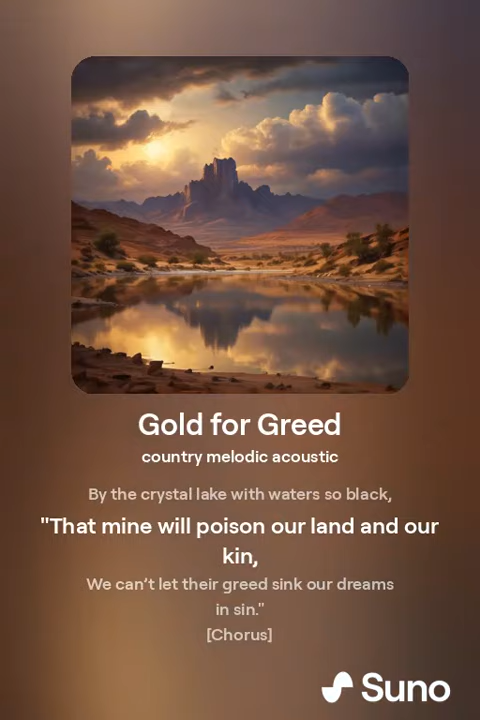 Gold for Greed
country melodic acoustic
By the crystal lake with waters so black,
"That mine will poison our land and our
kin,
We can’t let their greed sink our dreams
in sin."
[Chorus]
Suno